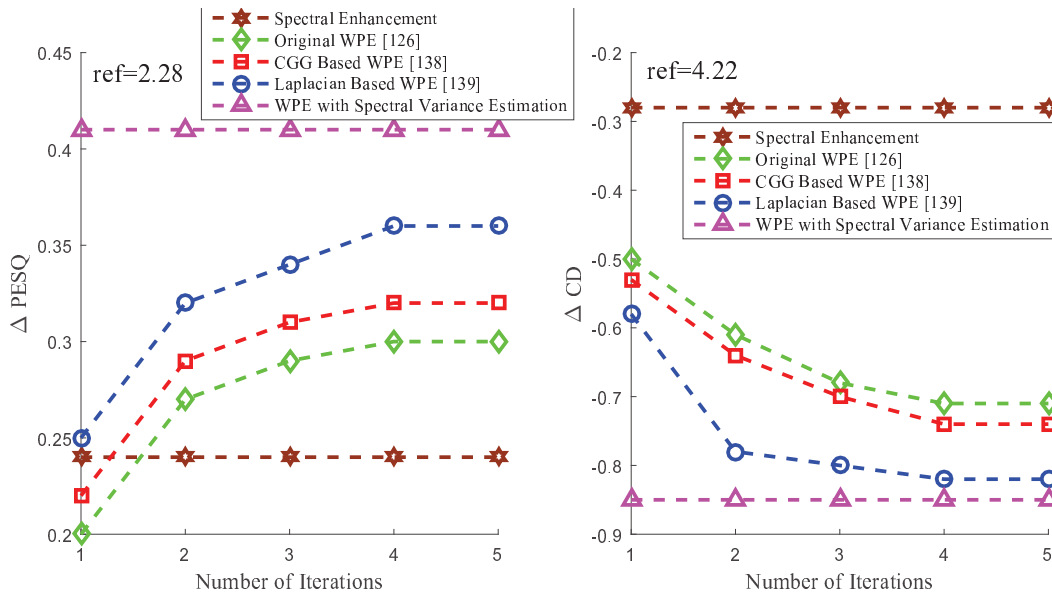 Spectral Enhancement
Original WPE [126]
CGG Based WPE [138]
Laplacian Based WPE [139]
WPE with Spectral Variance Estimation
ref=2.28
0.45
0.4
0.35
0.3
0.25
0.2
Δ PESQ
1 2 3 4 5
Number of Iterations
ref=4.22
-0.2
-0.3
-0.4
-0.5
-0.6
-0.7
-0.8
-0.9
Δ CD
Spectral Enhancement
Original WPE [126]
CGG Based WPE [138]
Laplacian Based WPE [139]
WPE with Spectral Variance Estimation
1 2 3 4 5
Number of Iterations